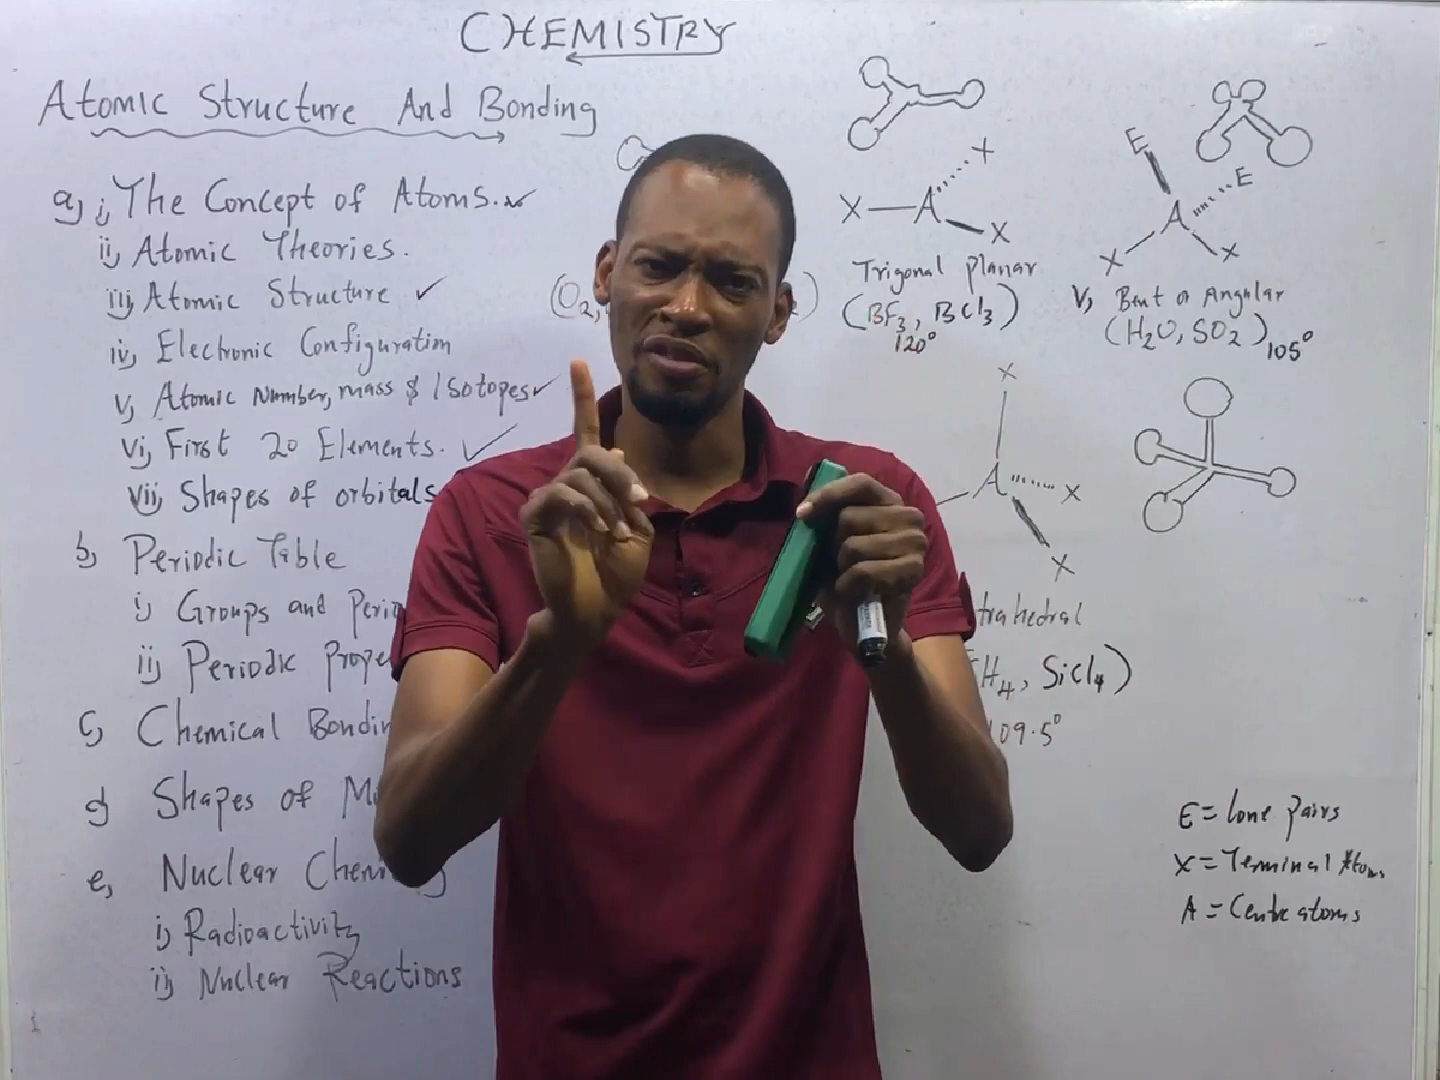 CHEMISTRY
Atomic Structure And Bonding
a, i, The Concept of Atoms.
ii, Atomic Theories.
iii, Atomic Structure ✓
iv, Electronic Configuration
v, Atomic Number, mass & Isotopes ✓
vi, First 20 Elements. ✓
vii, Shapes of orbitals
b, Periodic Table
i, Groups and Perio
ii, Periodic Prope
c, Chemical Bondin
d, Shapes of M
e, Nuclear Chem
i, Radioactivity
ii, Nuclear Reactions
(O2,
X A X
X
Trigonal planar
(BF3, BCl3)
120°
E
E
A
X X
V, Bent or Angular
(H2O, SO2) 105°
X
A X
X
trahedral
H4, SiCl4)
109.5°
E = lone pairs
X = Terminal Atoms
A = Centre atoms